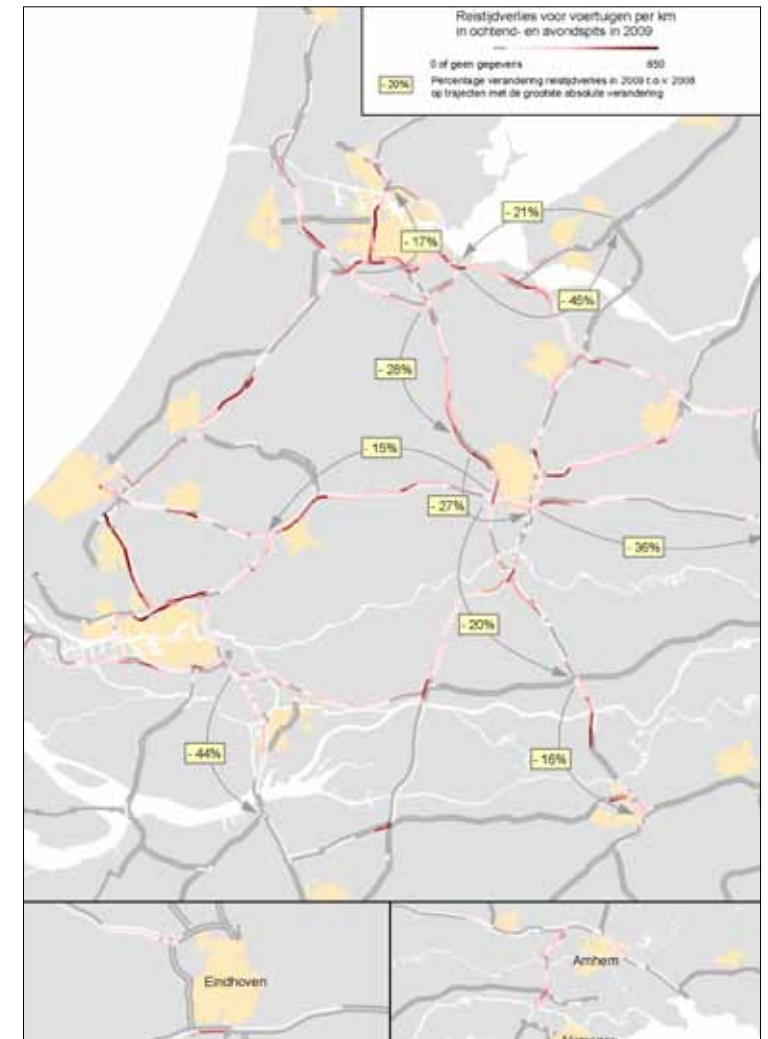 Reistijdverlies voor voertuigen per km
in ochtend- en avondspits in 2009
0 of geen gegevens 650
- 20% Percentage verandering reistijdverlies in 2009 t.o.v. 2008
op trajecten met de grootste absolute verandering
- 21%
- 17%
- 45%
- 28%
- 15%
- 27%
- 36%
- 20%
- 44%
- 16%
Eindhoven
Arnhem